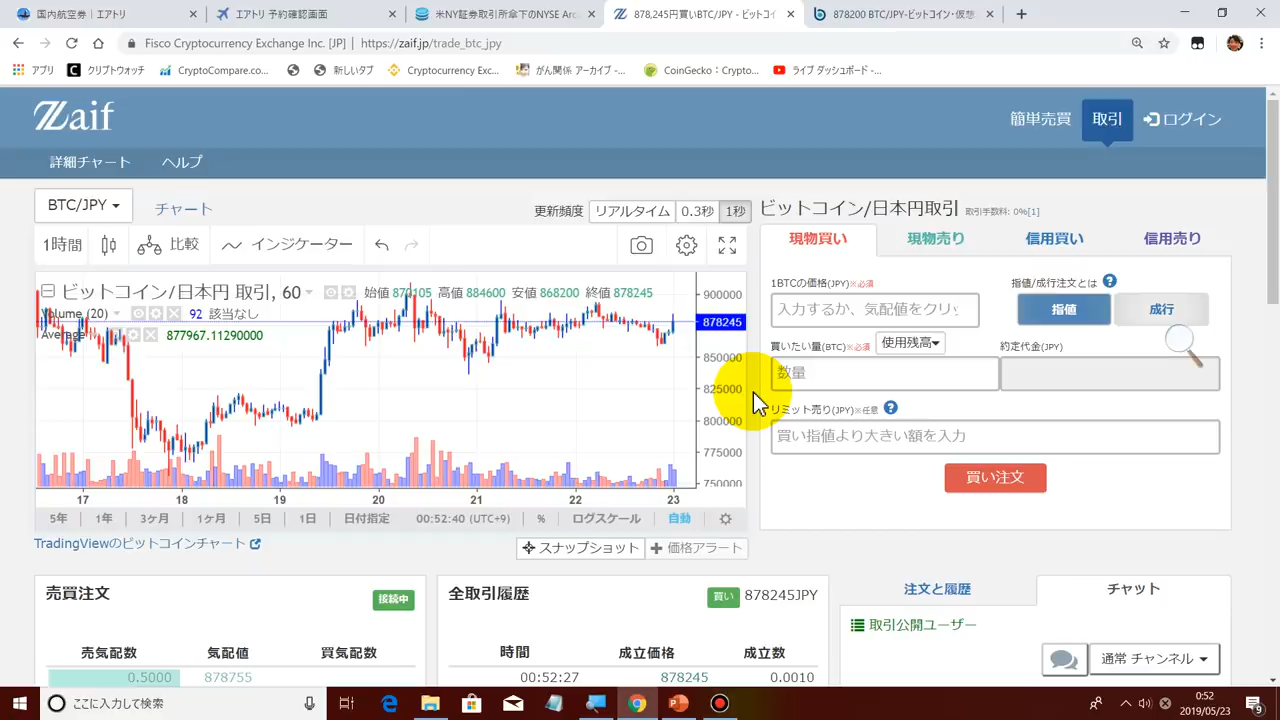 国内航空券｜エアトリ
エアトリ 予約確認画面
米NY証券取引所傘下のNYSE Arc
878,245円買いBTC/JPY - ビットコイ
878200 BTC/JPY-ビットコイン・仮想
Fisco Cryptocurrency Exchange Inc. [JP] | https://zaif.jp/trade_btc_jpy
アプリ
クリプトウォッチ
CryptoCompare.co...
新しいタブ
Cryptocurrency Exc...
がん関係 アーカイブ -...
CoinGecko：Crypto...
ライブ ダッシュボード -...
Zaif
簡単売買
取引
ログイン
詳細チャート
ヘルプ
BTC/JPY
チャート
更新頻度
リアルタイム
0.3秒
1秒
1時間
比較
インジケーター
ビットコイン/日本円 取引, 60
始値 876105 高値 884600 安値 868200 終値 878245
Volume (20)
92 該当なし
Average
877967.11290000
900000
878245
850000
825000
800000
775000
750000
17 18 19 20 21 22 23
5年
1年
3ヶ月
1ヶ月
5日
1日
日付指定
00:52:40 (UTC+9)
%
ログスケール
自動
TradingViewのビットコインチャート
スナップショット
価格アラート
ビットコイン/日本円取引 取引手数料: 0%[1]
現物買い
現物売り
信用買い
信用売り
1BTCの価格(JPY)※必須
指値/成行注文とは
入力するか、気配値をクリッ
指値
成行
買いたい量(BTC)※必須
使用残高
約定代金(JPY)
数量
リミット売り(JPY)※任意
買い指値より大きい額を入力
買い注文
売買注文
接続中
売気配数
気配値
買気配数
0.5000
878755
全取引履歴
買い
878245JPY
時間
成立価格
成立数
00:52:27
878245
0.0010
注文と履歴
チャット
取引公開ユーザー
通常 チャンネル
ここに入力して検索
0:52
2019/05/23
9